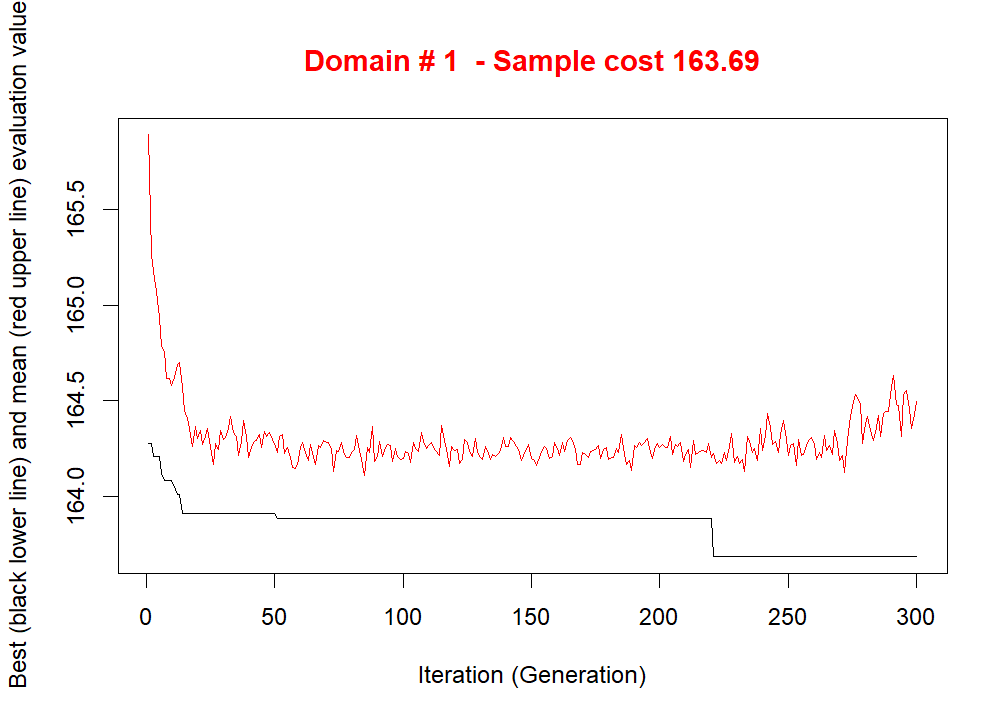 Domain # 1  - Sample cost 163.69
Best (black lower line) and mean (red upper line) evaluation value
165.5
165.0
164.5
164.0
0 50 100 150 200 250 300
Iteration (Generation)